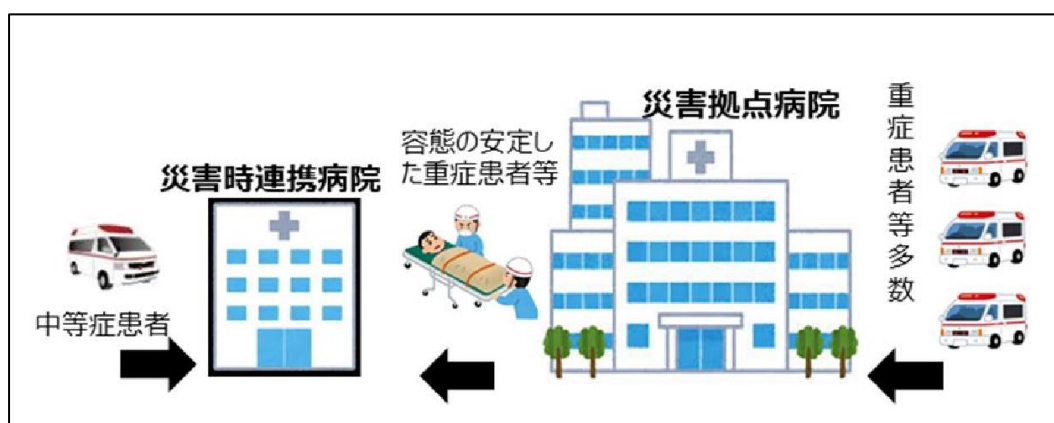 災害拠点病院
重症患者等多数
容態の安定し
た重症患者等
災害時連携病院
中等症患者